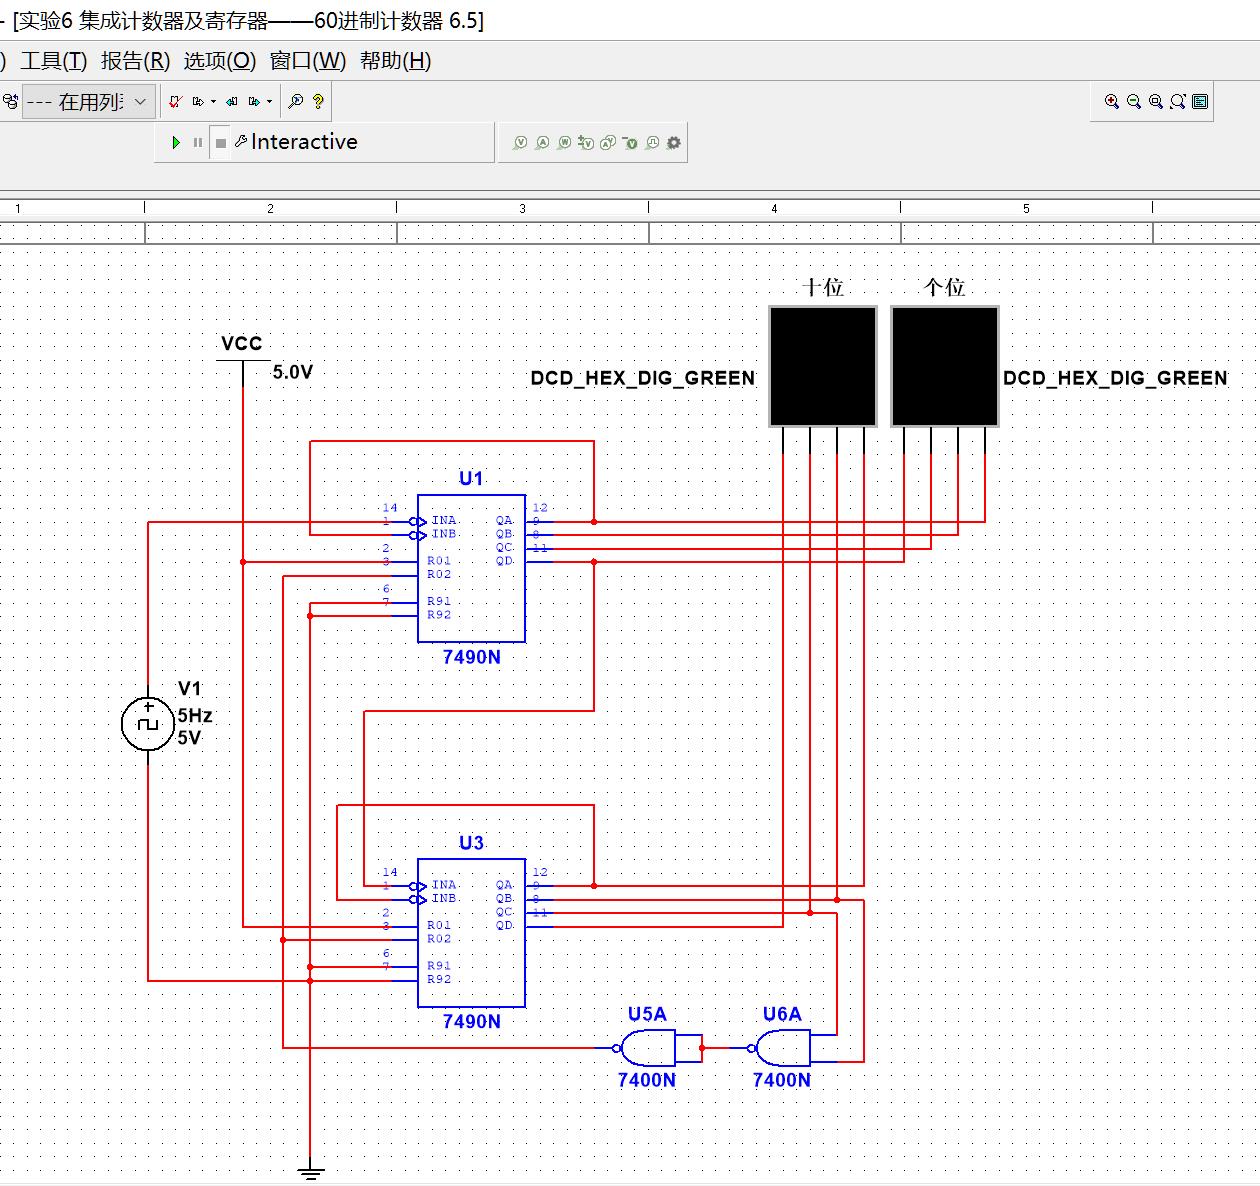 - [实验6 集成计数器及寄存器——60进制计数器 6.5]
) 工具(T) 报告(R) 选项(O) 窗口(W) 帮助(H)
--- 在用列表
Interactive
1 2 3 4 5
十位 个位
VCC
5.0V
DCD_HEX_DIG_GREEN DCD_HEX_DIG_GREEN
U1
14 12
1 INA QA 9
INB QB 8
2 QC 11
3 R01 QD
R02
6
7 R91
R92
7490N
V1
5Hz
5V
U3
14 12
1 INA QA 9
INB QB 8
2 QC 11
3 R01 QD
R02
6
7 R91
R92
7490N
U5A U6A
7400N 7400N